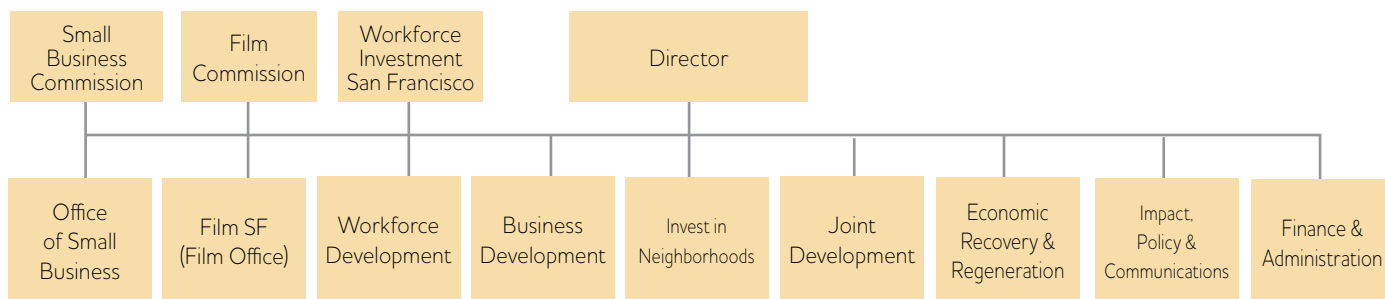 Small
Business
Commission
Film
Commission
Workforce
Investment
San Francisco
Director
Office
of Small
Business
Film SF
(Film Office)
Workforce
Development
Business
Development
Invest in
Neighborhoods
Joint
Development
Economic
Recovery &
Regeneration
Impact,
Policy &
Communications
Finance &
Administration